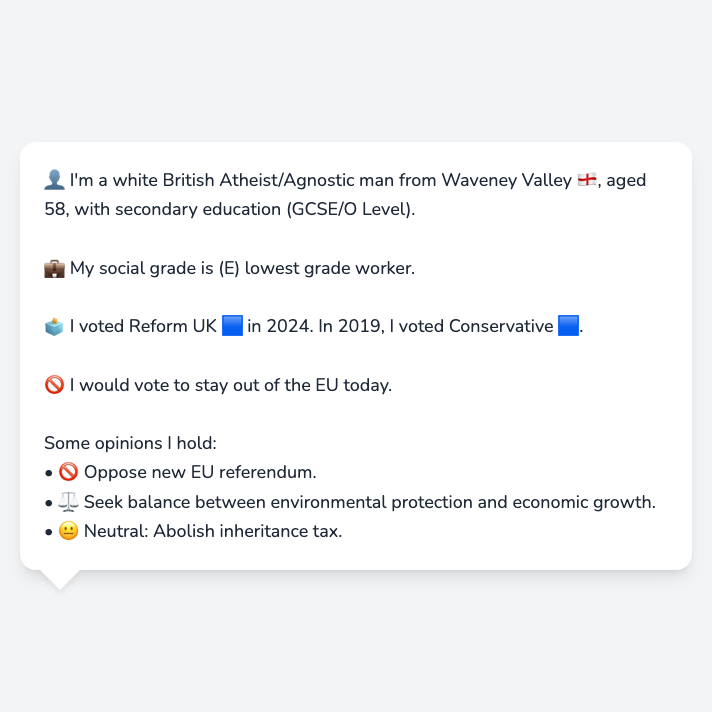 👤 I'm a white British Atheist/Agnostic man from Waveney Valley 🏴󠁧󠁢󠁥󠁮󠁧󠁿, aged
58, with secondary education (GCSE/O Level).
💼 My social grade is (E) lowest grade worker.
🗳️ I voted Reform UK 🟦 in 2024. In 2019, I voted Conservative 🟦.
🚫 I would vote to stay out of the EU today.
Some opinions I hold:
• 🚫 Oppose new EU referendum.
• ⚖️ Seek balance between environmental protection and economic growth.
• 😐 Neutral: Abolish inheritance tax.